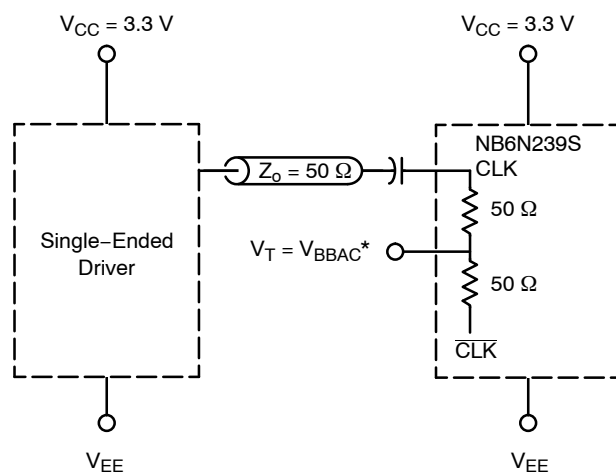 V_CC = 3.3 V
V_CC = 3.3 V
NB6N239S
CLK
Z_o = 50 Ω
50 Ω
Single−Ended
Driver
V_T = V_BBAC*
50 Ω
C̅L̅K̅
V_EE
V_EE